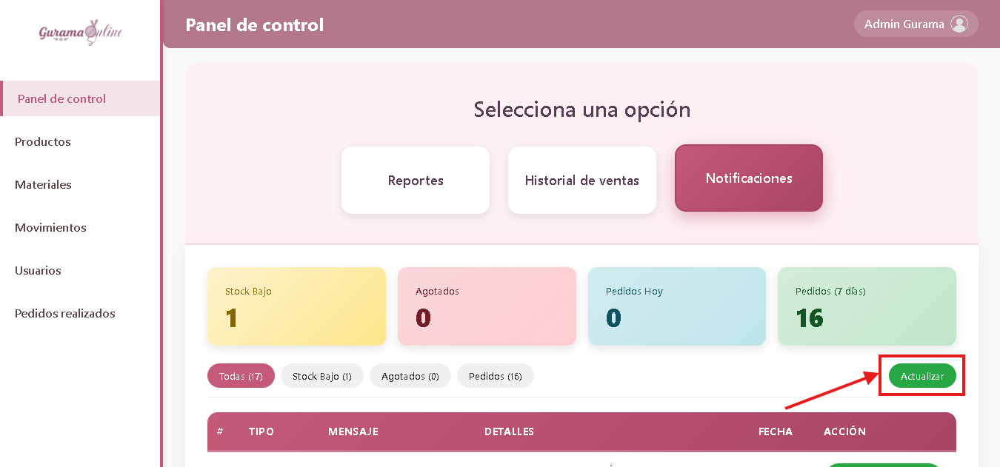 Gurama Online
Panel de control
Admin Gurama
Panel de control
Productos
Materiales
Movimientos
Usuarios
Pedidos realizados
Selecciona una opción
Reportes
Historial de ventas
Notificaciones
Stock Bajo
1
Agotados
0
Pedidos Hoy
0
Pedidos (7 días)
16
Todas (17)
Stock Bajo (1)
Agotados (0)
Pedidos (16)
Actualizar
# TIPO MENSAJE DETALLES FECHA ACCIÓN